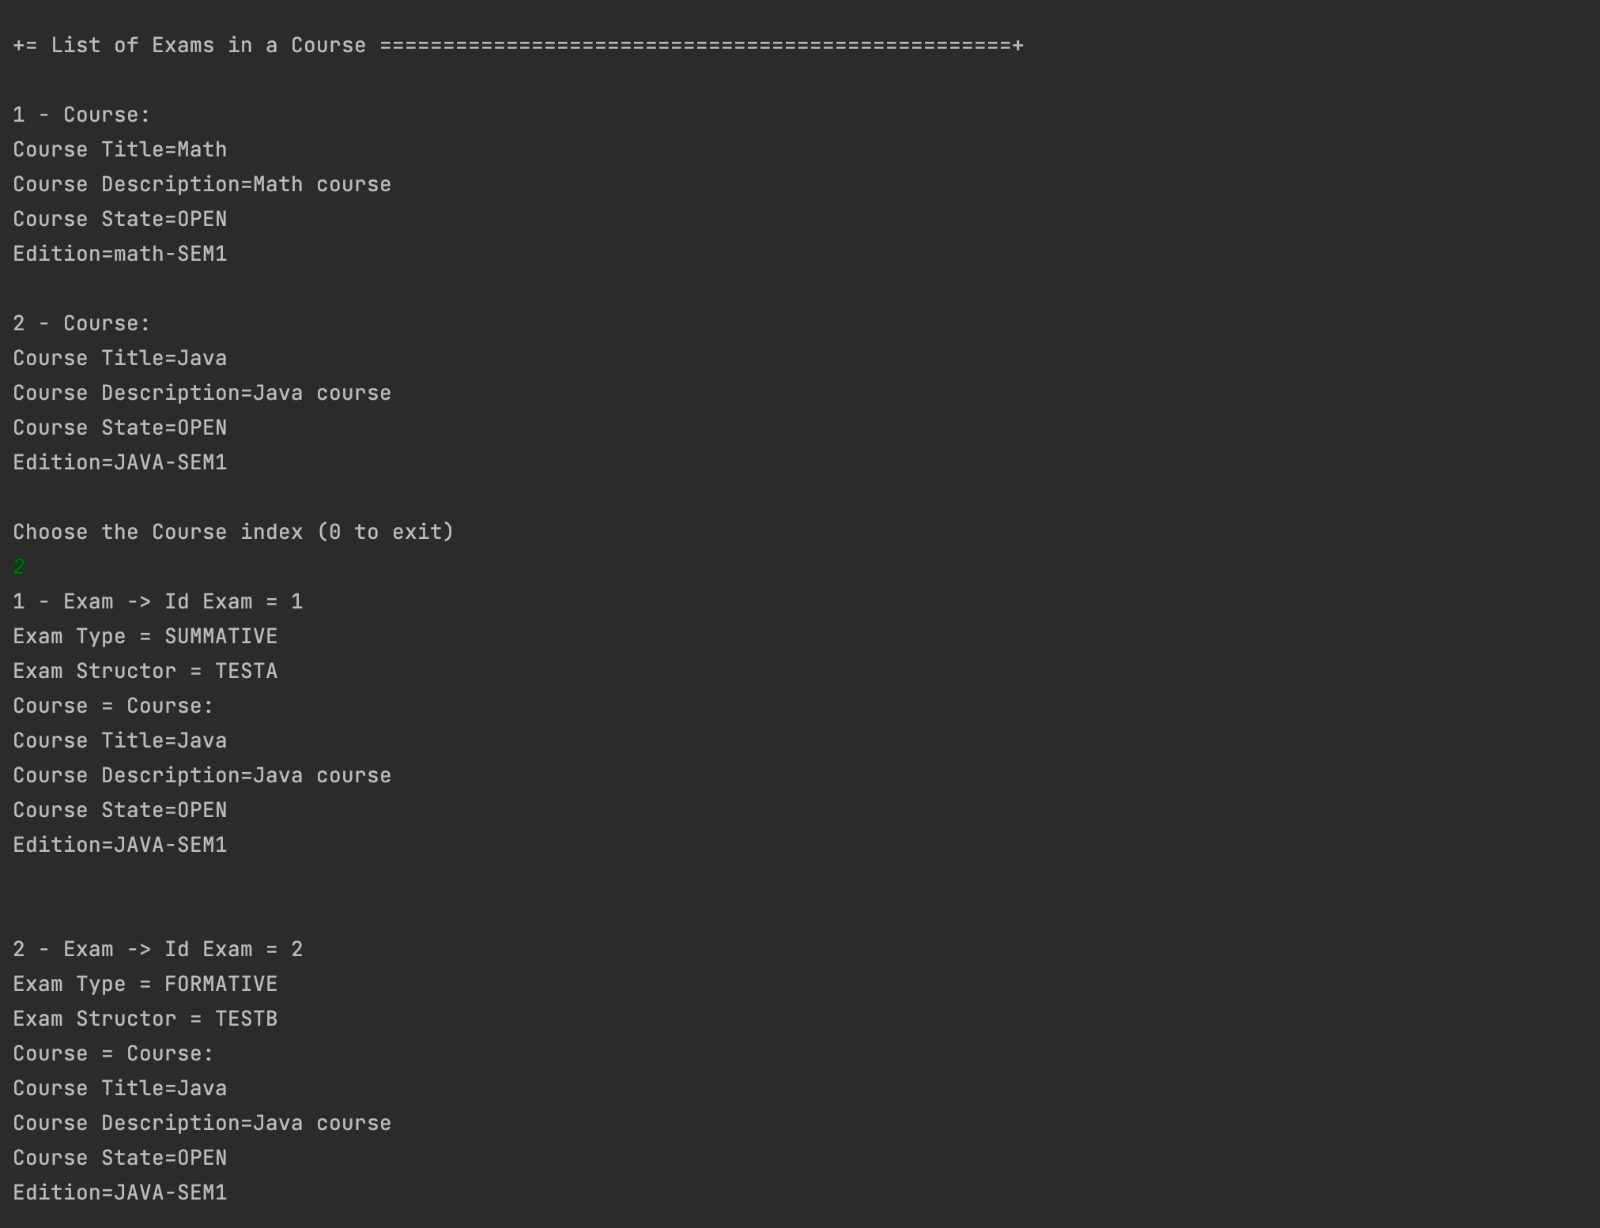 += List of Exams in a Course ==================================================+
1 - Course:
Course Title=Math
Course Description=Math course
Course State=OPEN
Edition=math-SEM1
2 - Course:
Course Title=Java
Course Description=Java course
Course State=OPEN
Edition=JAVA-SEM1
Choose the Course index (0 to exit)
2
1 - Exam -> Id Exam = 1
Exam Type = SUMMATIVE
Exam Structor = TESTA
Course = Course:
Course Title=Java
Course Description=Java course
Course State=OPEN
Edition=JAVA-SEM1
2 - Exam -> Id Exam = 2
Exam Type = FORMATIVE
Exam Structor = TESTB
Course = Course:
Course Title=Java
Course Description=Java course
Course State=OPEN
Edition=JAVA-SEM1